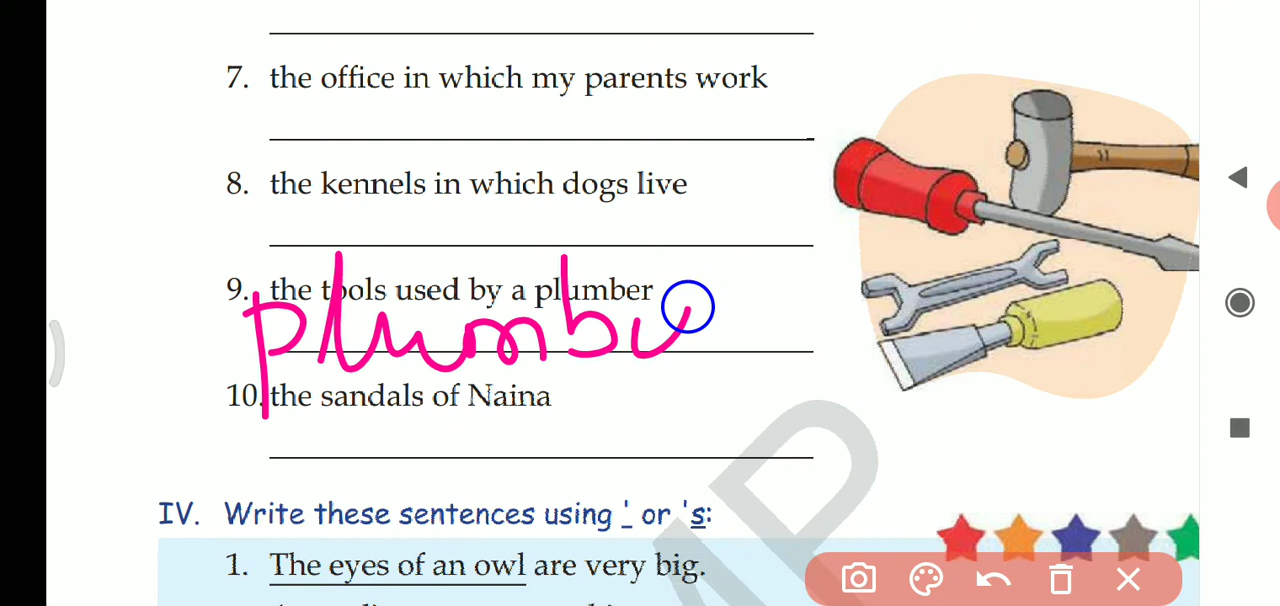 7. the office in which my parents work
8. the kennels in which dogs live
9. the tools used by a plumber
plumbe
10. the sandals of Naina
IV. Write these sentences using ' or 's:
1. The eyes of an owl are very big.
MP